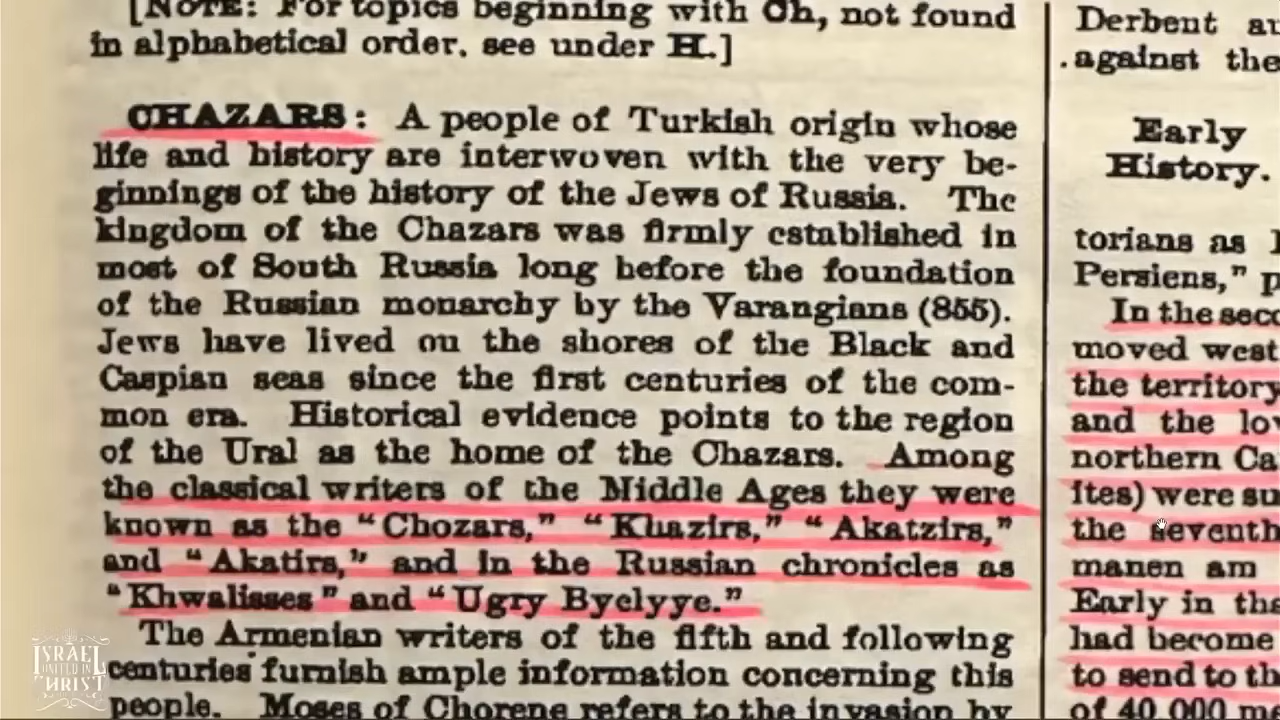 [NOTE: For topics beginning with Ch, not found
in alphabetical order, see under H.]
CHAZARS: A people of Turkish origin whose
life and history are interwoven with the very be-
ginnings of the history of the Jews of Russia. The
kingdom of the Chazars was firmly established in
most of South Russia long before the foundation
of the Russian monarchy by the Varangians (855).
Jews have lived on the shores of the Black and
Caspian seas since the first centuries of the com-
mon era. Historical evidence points to the region
of the Ural as the home of the Chazars. Among
the classical writers of the Middle Ages they were
known as the "Chozars," "Khazirs," "Akatzirs,"
and "Akatirs," and in the Russian chronicles as
"Khwalisses" and "Ugry Byelyye."
The Armenian writers of the fifth and following
centuries furnish ample information concerning this
people. Moses of Chorene refers to the invasion by
Derbent
against the
Early
History.
torians as
Persiens,"
In the
moved west
the territory
and the
northern
ites) were
the seventh
manen am
Early in the
had become
to send to
of 40,000
ISRAEL
UNITED IN
CHRIST